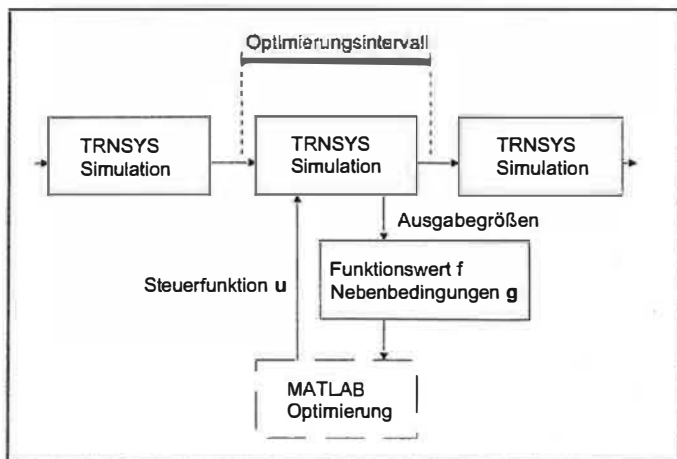 Optimierungsintervall
TRNSYS
Simulation
TRNSYS
Simulation
TRNSYS
Simulation
Ausgabegrößen
Steuerfunktion u
Funktionswert f
Nebenbedingungen g
MATLAB
Optimierung